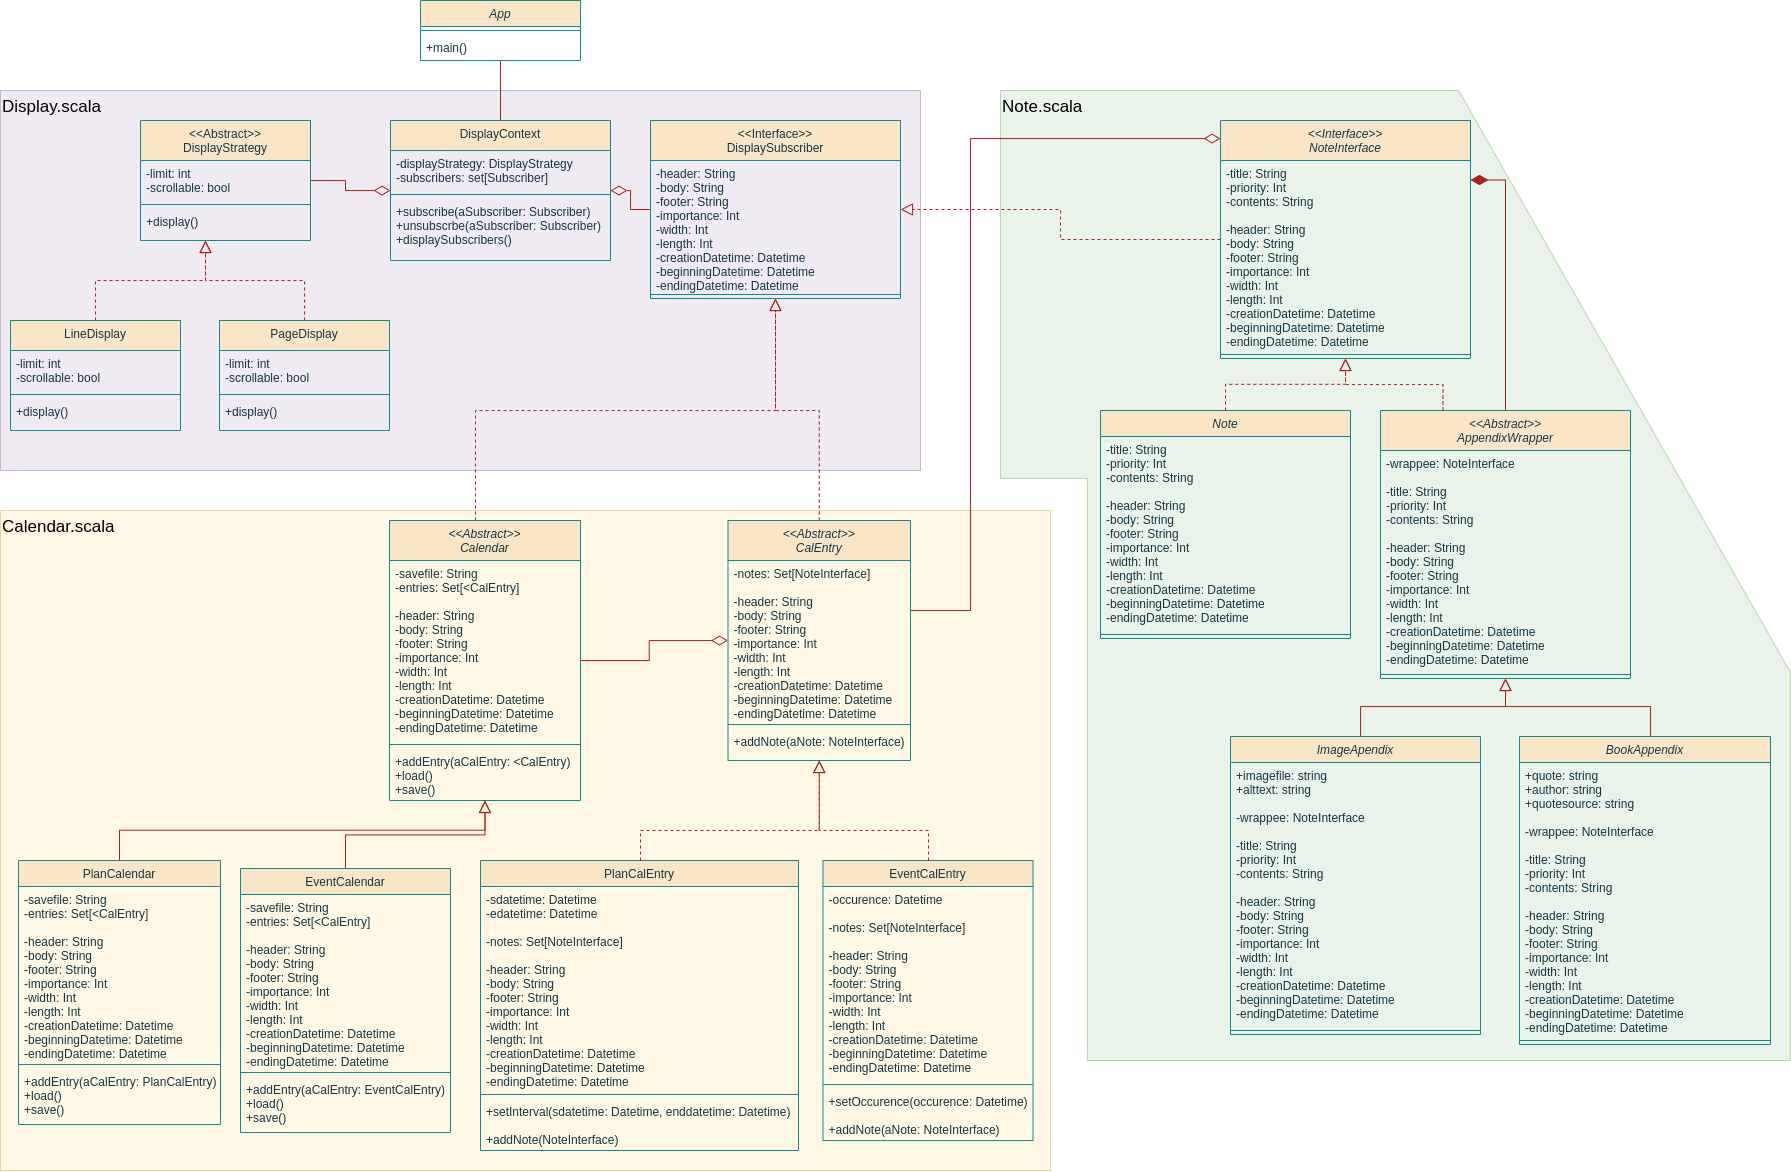 App
+main()
Display.scala
<<Abstract>>
DisplayStrategy
-limit: int
-scrollable: bool
+display()
DisplayContext
-displayStrategy: DisplayStrategy
-subscribers: set[Subscriber]
+subscribe(aSubscriber: Subscriber)
+unsubscrbe(aSubscriber: Subscriber)
+displaySubscribers()
<<Interface>>
DisplaySubscriber
-header: String
-body: String
-footer: String
-importance: Int
-width: Int
-length: Int
-creationDatetime: Datetime
-beginningDatetime: Datetime
-endingDatetime: Datetime
LineDisplay
-limit: int
-scrollable: bool
+display()
PageDisplay
-limit: int
-scrollable: bool
+display()
Note.scala
<<Interface>>
NoteInterface
-title: String
-priority: Int
-contents: String
-header: String
-body: String
-footer: String
-importance: Int
-width: Int
-length: Int
-creationDatetime: Datetime
-beginningDatetime: Datetime
-endingDatetime: Datetime
Note
-title: String
-priority: Int
-contents: String
-header: String
-body: String
-footer: String
-importance: Int
-width: Int
-length: Int
-creationDatetime: Datetime
-beginningDatetime: Datetime
-endingDatetime: Datetime
<<Abstract>>
AppendixWrapper
-wrappee: NoteInterface
-title: String
-priority: Int
-contents: String
-header: String
-body: String
-footer: String
-importance: Int
-width: Int
-length: Int
-creationDatetime: Datetime
-beginningDatetime: Datetime
-endingDatetime: Datetime
ImageApendix
+imagefile: string
+alttext: string
-wrappee: NoteInterface
-title: String
-priority: Int
-contents: String
-header: String
-body: String
-footer: String
-importance: Int
-width: Int
-length: Int
-creationDatetime: Datetime
-beginningDatetime: Datetime
-endingDatetime: Datetime
BookAppendix
+quote: string
+author: string
+quotesource: string
-wrappee: NoteInterface
-title: String
-priority: Int
-contents: String
-header: String
-body: String
-footer: String
-importance: Int
-width: Int
-length: Int
-creationDatetime: Datetime
-beginningDatetime: Datetime
-endingDatetime: Datetime
Calendar.scala
<<Abstract>>
Calendar
-savefile: String
-entries: Set[<CalEntry]
-header: String
-body: String
-footer: String
-importance: Int
-width: Int
-length: Int
-creationDatetime: Datetime
-beginningDatetime: Datetime
-endingDatetime: Datetime
+addEntry(aCalEntry: <CalEntry)
+load()
+save()
<<Abstract>>
CalEntry
-notes: Set[NoteInterface]
-header: String
-body: String
-footer: String
-importance: Int
-width: Int
-length: Int
-creationDatetime: Datetime
-beginningDatetime: Datetime
-endingDatetime: Datetime
+addNote(aNote: NoteInterface)
PlanCalendar
-savefile: String
-entries: Set[<CalEntry]
-header: String
-body: String
-footer: String
-importance: Int
-width: Int
-length: Int
-creationDatetime: Datetime
-beginningDatetime: Datetime
-endingDatetime: Datetime
+addEntry(aCalEntry: PlanCalEntry)
+load()
+save()
EventCalendar
-savefile: String
-entries: Set[<CalEntry]
-header: String
-body: String
-footer: String
-importance: Int
-width: Int
-length: Int
-creationDatetime: Datetime
-beginningDatetime: Datetime
-endingDatetime: Datetime
+addEntry(aCalEntry: EventCalEntry)
+load()
+save()
PlanCalEntry
-sdatetime: Datetime
-edatetime: Datetime
-notes: Set[NoteInterface]
-header: String
-body: String
-footer: String
-importance: Int
-width: Int
-length: Int
-creationDatetime: Datetime
-beginningDatetime: Datetime
-endingDatetime: Datetime
+setInterval(sdatetime: Datetime, enddatetime: Datetime)
+addNote(NoteInterface)
EventCalEntry
-occurence: Datetime
-notes: Set[NoteInterface]
-header: String
-body: String
-footer: String
-importance: Int
-width: Int
-length: Int
-creationDatetime: Datetime
-beginningDatetime: Datetime
-endingDatetime: Datetime
+setOccurence(occurence: Datetime)
+addNote(aNote: NoteInterface)